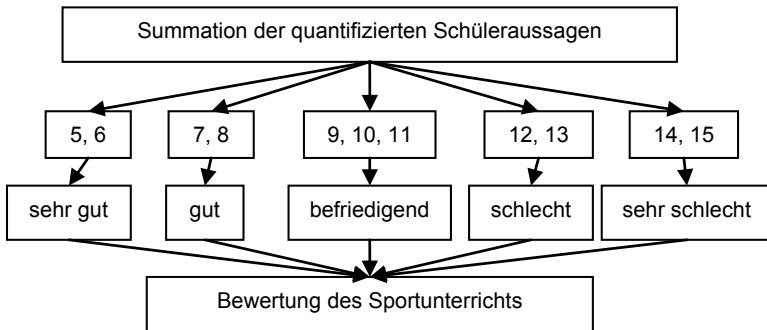 Summation der quantifizierten Schüleraussagen
5, 6
7, 8
9, 10, 11
12, 13
14, 15
sehr gut
gut
befriedigend
schlecht
sehr schlecht
Bewertung des Sportunterrichts